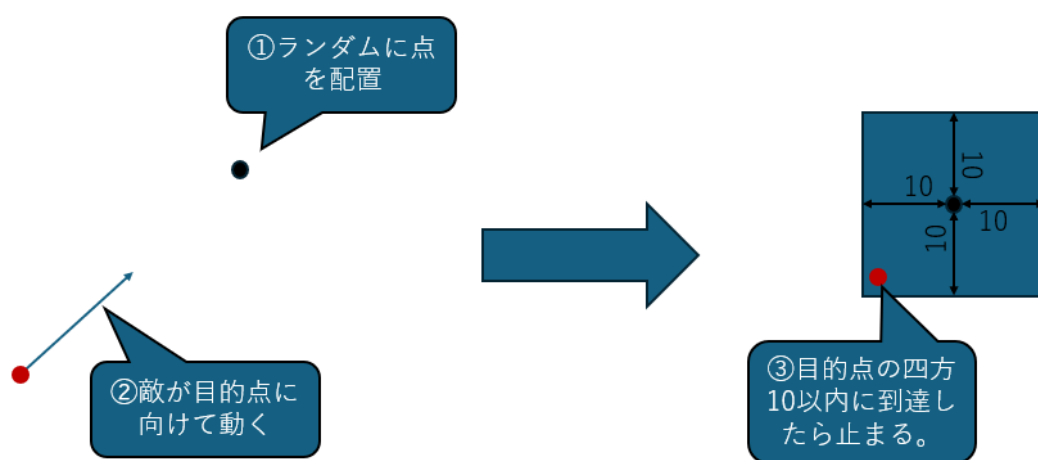 ①ランダムに点
を配置
②敵が目的点に
向けて動く
10
10
10
10
③目的点の四方
10以内に到達し
たら止まる。